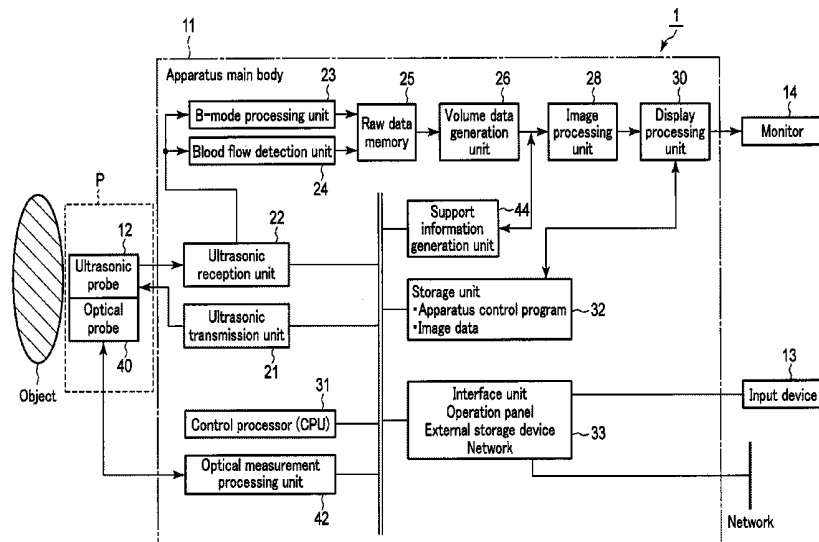 1
11
Apparatus main body
23
B-mode processing unit
Blood flow detection unit
24
25
Raw data
memory
26
Volume data
generation
unit
28
Image
processing
unit
30
Display
processing
unit
14
Monitor
P
12
Ultrasonic
probe
Optical
probe
40
Object
22
Ultrasonic
reception unit
Ultrasonic
transmission unit
21
44
Support
information
generation unit
Storage unit
・Apparatus control program
・Image data
32
31
Control processor (CPU)
Optical measurement
processing unit
42
Interface unit
Operation panel
External storage device
Network
33
13
Input device
Network